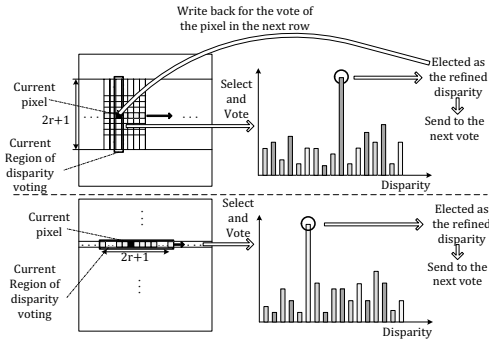 Write back for the vote of
the pixel in the next row
Current
pixel
2r+1
Current
Region of
disparity
voting
. . .
. . .
Select
and
Vote
Disparity
Elected as
the refined
disparity
Send to the
next vote
Current
pixel
Current
Region of
disparity
voting
2r+1
Select
and
Vote
Disparity
Elected as
the refined
disparity
Send to the
next vote